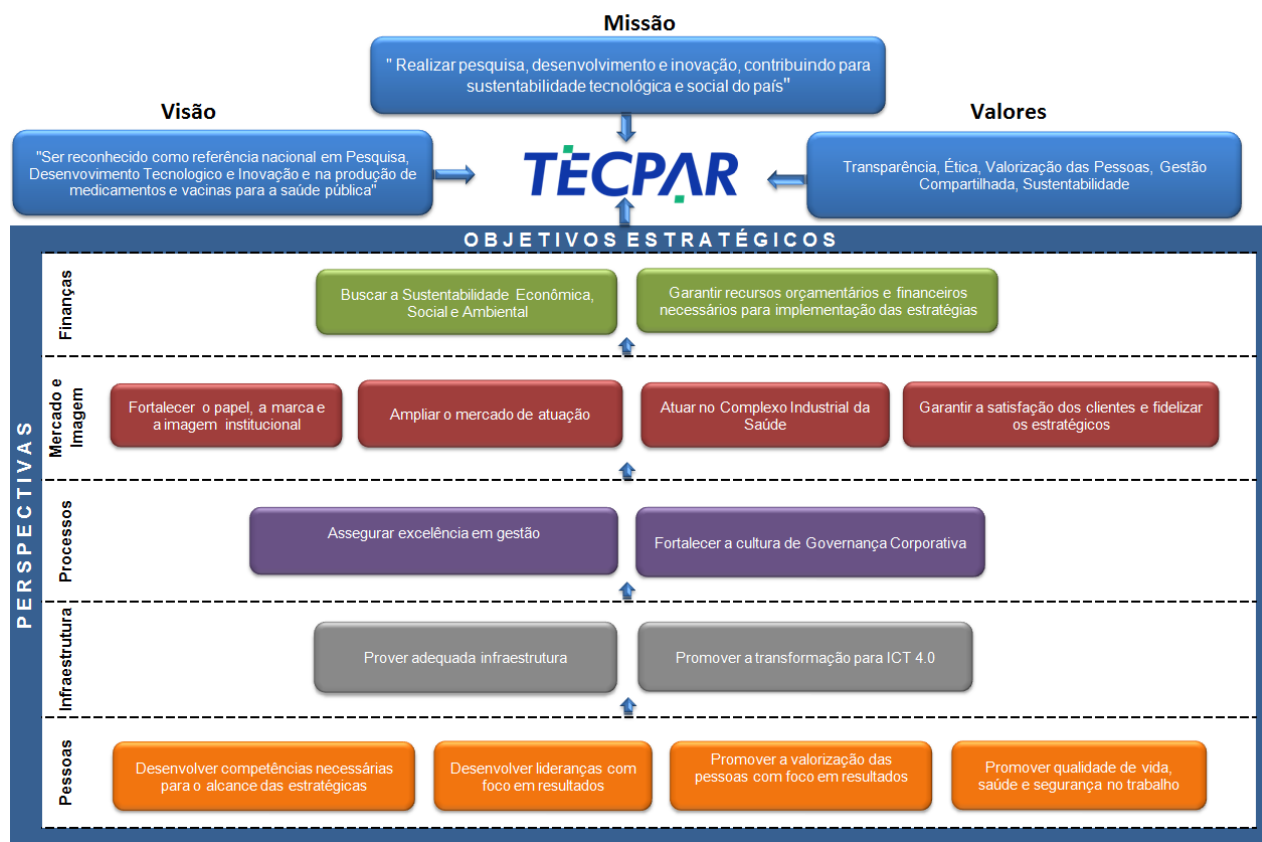 Missão
" Realizar pesquisa, desenvolvimento e inovação, contribuindo para
sustentabilidade tecnológica e social do país"
Visão
"Ser reconhecido como referência nacional em Pesquisa,
Desenvovimento Tecnologico e Inovação e na produção de
medicamentos e vacinas para a saúde pública"
TECPAR
Valores
Transparência, Ética, Valorização das Pessoas, Gestão
Compartilhada, Sustentabilidade
OBJETIVOS ESTRATÉGICOS
PERSPECTIVAS
Finanças
Buscar a Sustentabilidade Econômica,
Social e Ambiental
Garantir recursos orçamentários e financeiros
necessários para implementação das estratégias
Mercado e
Imagem
Fortalecer o papel, a marca e
a imagem institucional
Ampliar o mercado de atuação
Atuar no Complexo Industrial da
Saúde
Garantir a satisfação dos clientes e fidelizar
os estratégicos
Processos
Assegurar excelência em gestão
Fortalecer a cultura de Governança Corporativa
Infraestrutura
Prover adequada infraestrutura
Promover a transformação para ICT 4.0
Pessoas
Desenvolver competências necessárias
para o alcance das estratégicas
Desenvolver lideranças com
foco em resultados
Promover a valorização das
pessoas com foco em resultados
Promover qualidade de vida,
saúde e segurança no trabalho